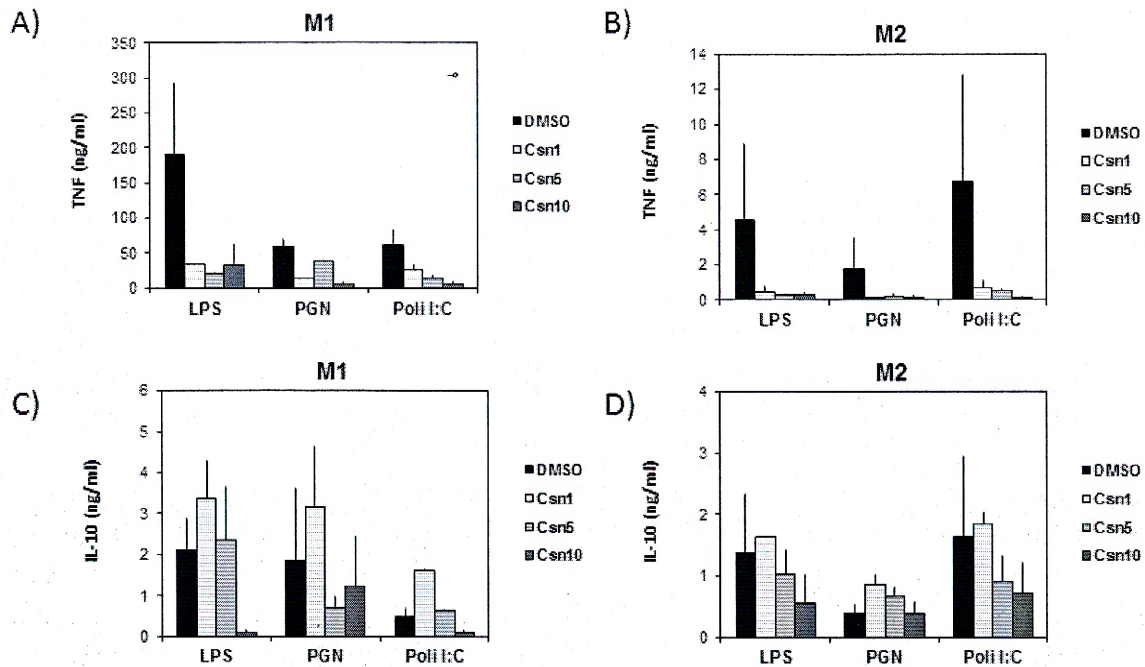 A)
M1
TNF (ng/ml)
350
300
250
200
150
100
50
0
LPS PGN Poli I:C
DMSO
Csn1
Csn5
Csn10
B)
M2
TNF (ng/ml)
14
12
10
8
6
4
2
0
LPS PGN Poli I:C
DMSO
Csn1
Csn5
Csn10
C)
M1
IL-10 (ng/ml)
6
5
4
3
2
1
0
LPS PGN Poli I:C
DMSO
Csn1
Csn5
Csn10
D)
M2
IL-10 (ng/ml)
4
3
2
1
0
LPS PGN Poli I:C
DMSO
Csn1
Csn5
Csn10